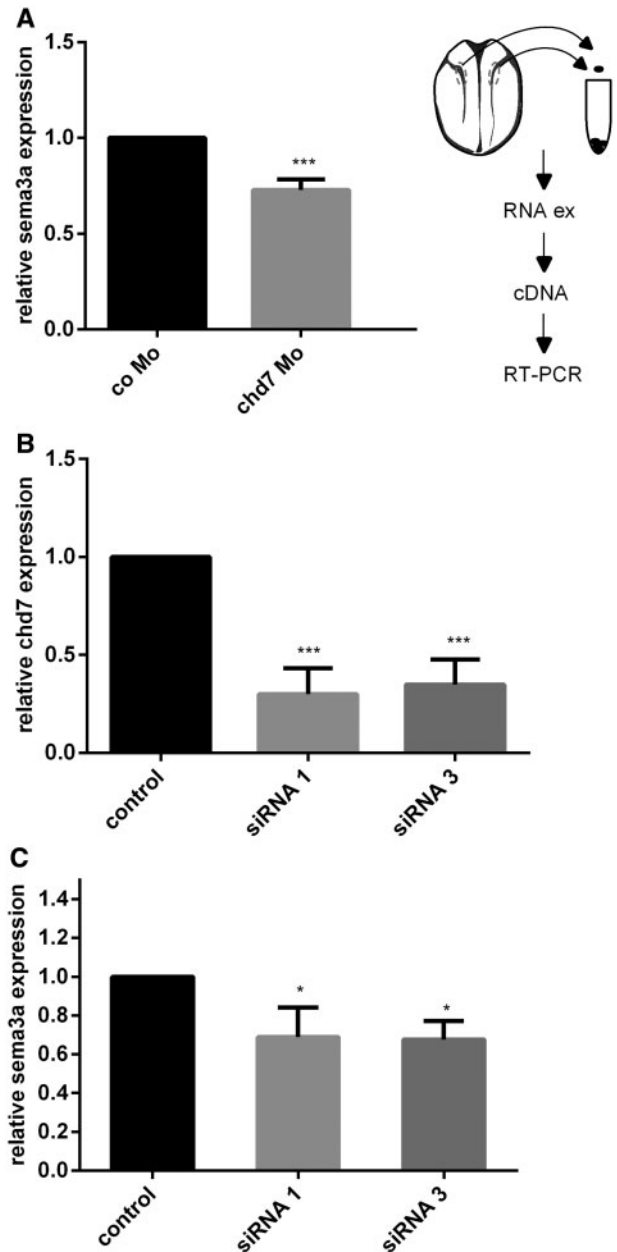 A
relative sema3a expression
1.5
1.0
0.5
0.0
***
co Mo
chd7 Mo
RNA ex
cDNA
RT-PCR
B
relative chd7 expression
1.5
1.0
0.5
0.0
***
***
control
siRNA 1
siRNA 3
C
relative sema3a expression
1.4
1.2
1.0
0.8
0.6
0.4
0.2
0.0
*
*
control
siRNA 1
siRNA 3